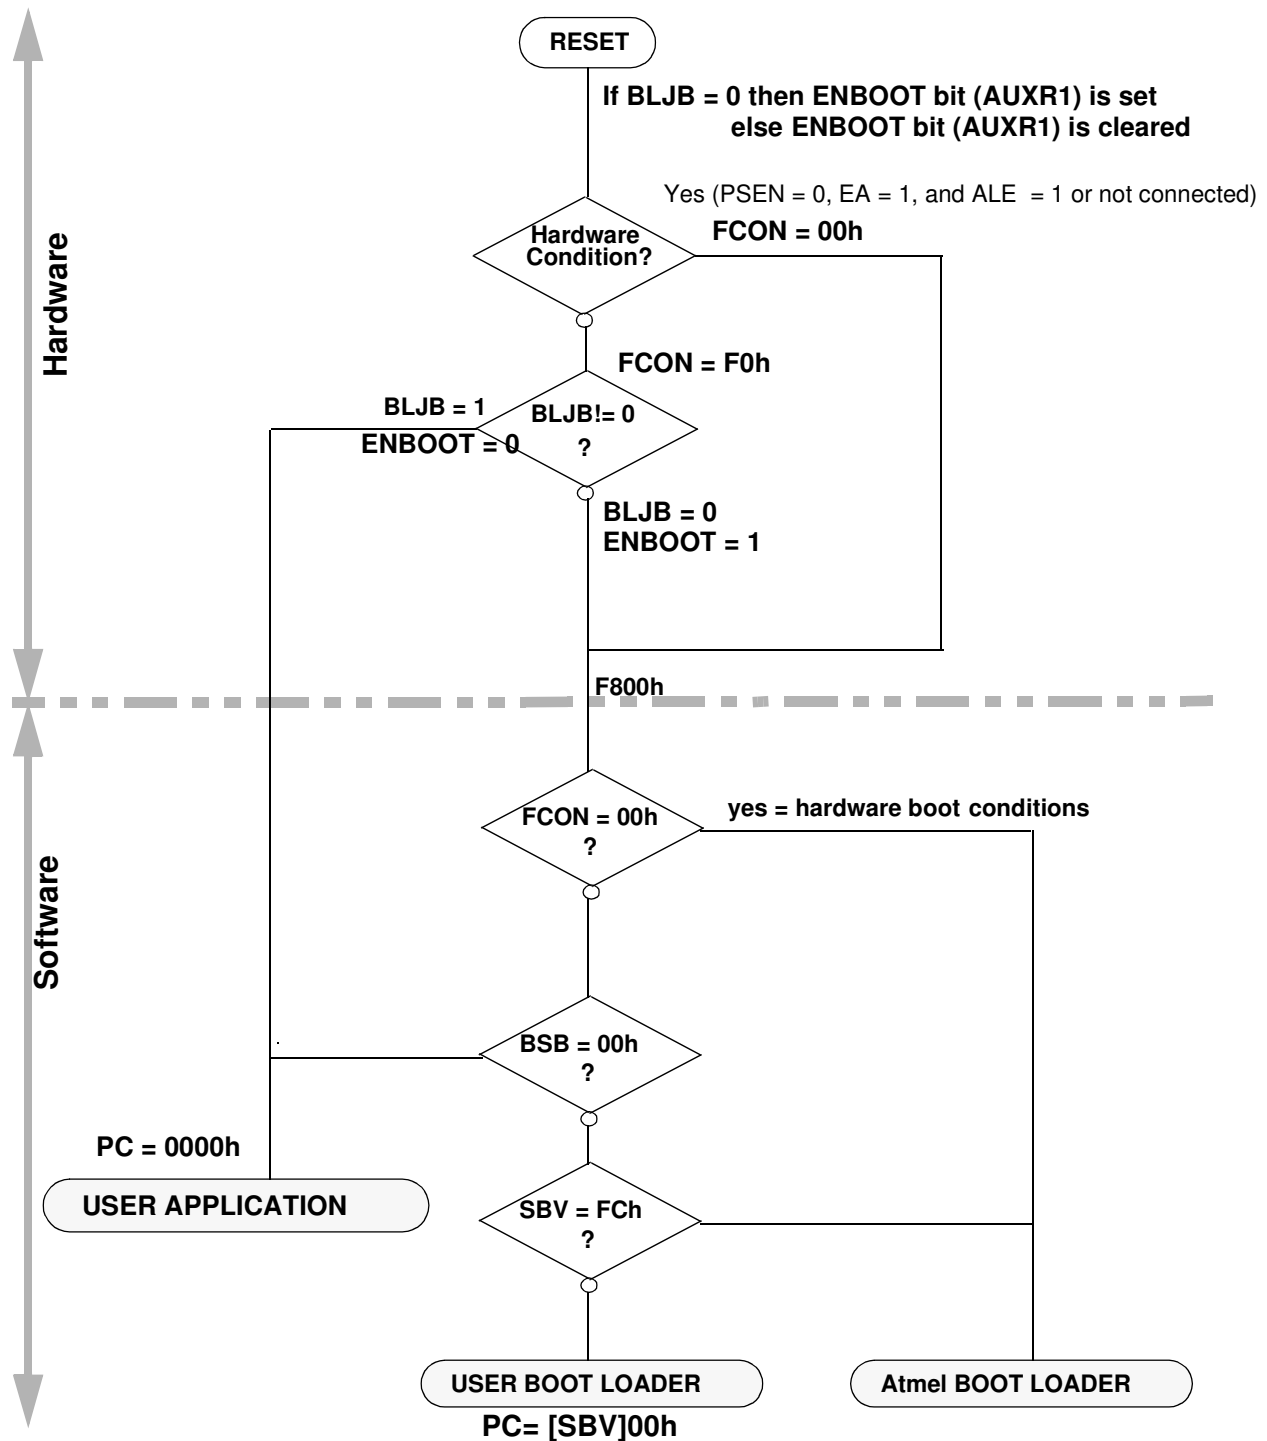 RESET
If BLJB = 0 then ENBOOT bit (AUXR1) is set
else ENBOOT bit (AUXR1) is cleared
Yes (PSEN = 0, EA = 1, and ALE = 1 or not connected)
FCON = 00h
Hardware
Condition?
Hardware
FCON = F0h
BLJB = 1
ENBOOT = 0
BLJB!= 0
?
BLJB = 0
ENBOOT = 1
F800h
FCON = 00h
?
yes = hardware boot conditions
Software
BSB = 00h
?
PC = 0000h
USER APPLICATION
SBV = FCh
?
USER BOOT LOADER
PC= [SBV]00h
Atmel BOOT LOADER